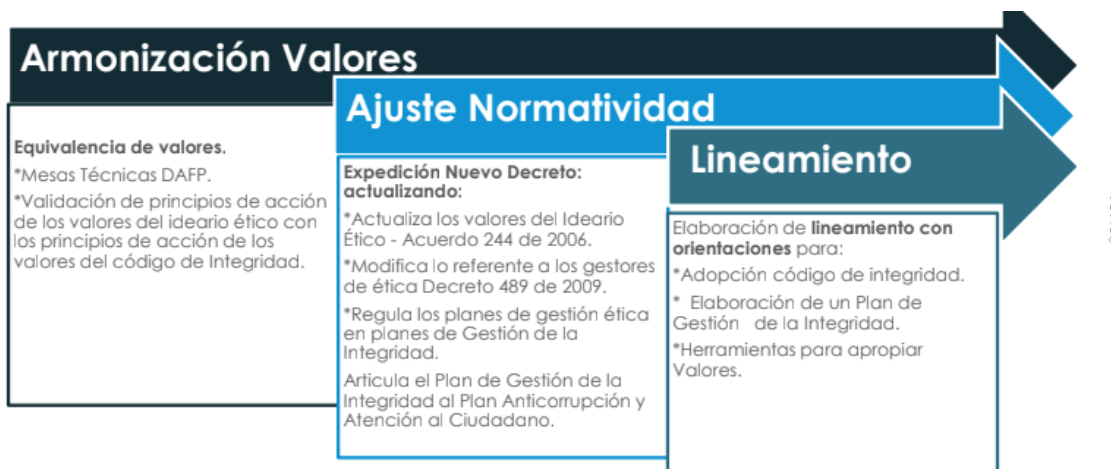 Armonización Valores
Equivalencia de valores.
*Mesas Técnicas DAFP.
*Validación de principios de acción
de los valores del ideario ético con
los principios de acción de los
valores del código de Integridad.
Ajuste Normatividad
Expedición Nuevo Decreto:
actualizando:
*Actualiza los valores del Ideario
Ético - Acuerdo 244 de 2006.
*Modifica lo referente a los gestores
de ética Decreto 489 de 2009.
*Regula los planes de gestión ética
en planes de Gestión de la
Integridad.
Articula el Plan de Gestión de la
Integridad al Plan Anticorrupción y
Atención al Ciudadano.
Lineamiento
Elaboración de lineamiento con
orientaciones para:
*Adopción código de integridad.
* Elaboración de un Plan de
Gestión de la Integridad.
*Herramientas para apropiar
Valores.